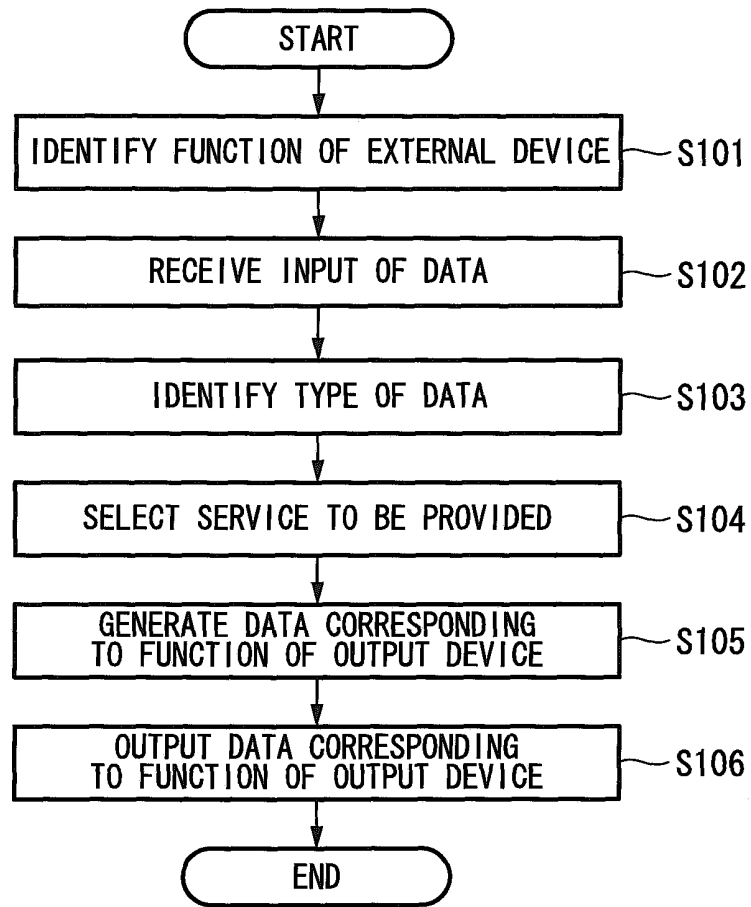 START
IDENTIFY FUNCTION OF EXTERNAL DEVICE
S101
RECEIVE INPUT OF DATA
S102
IDENTIFY TYPE OF DATA
S103
SELECT SERVICE TO BE PROVIDED
S104
GENERATE DATA CORRESPONDING
TO FUNCTION OF OUTPUT DEVICE
S105
OUTPUT DATA CORRESPONDING
TO FUNCTION OF OUTPUT DEVICE
S106
END